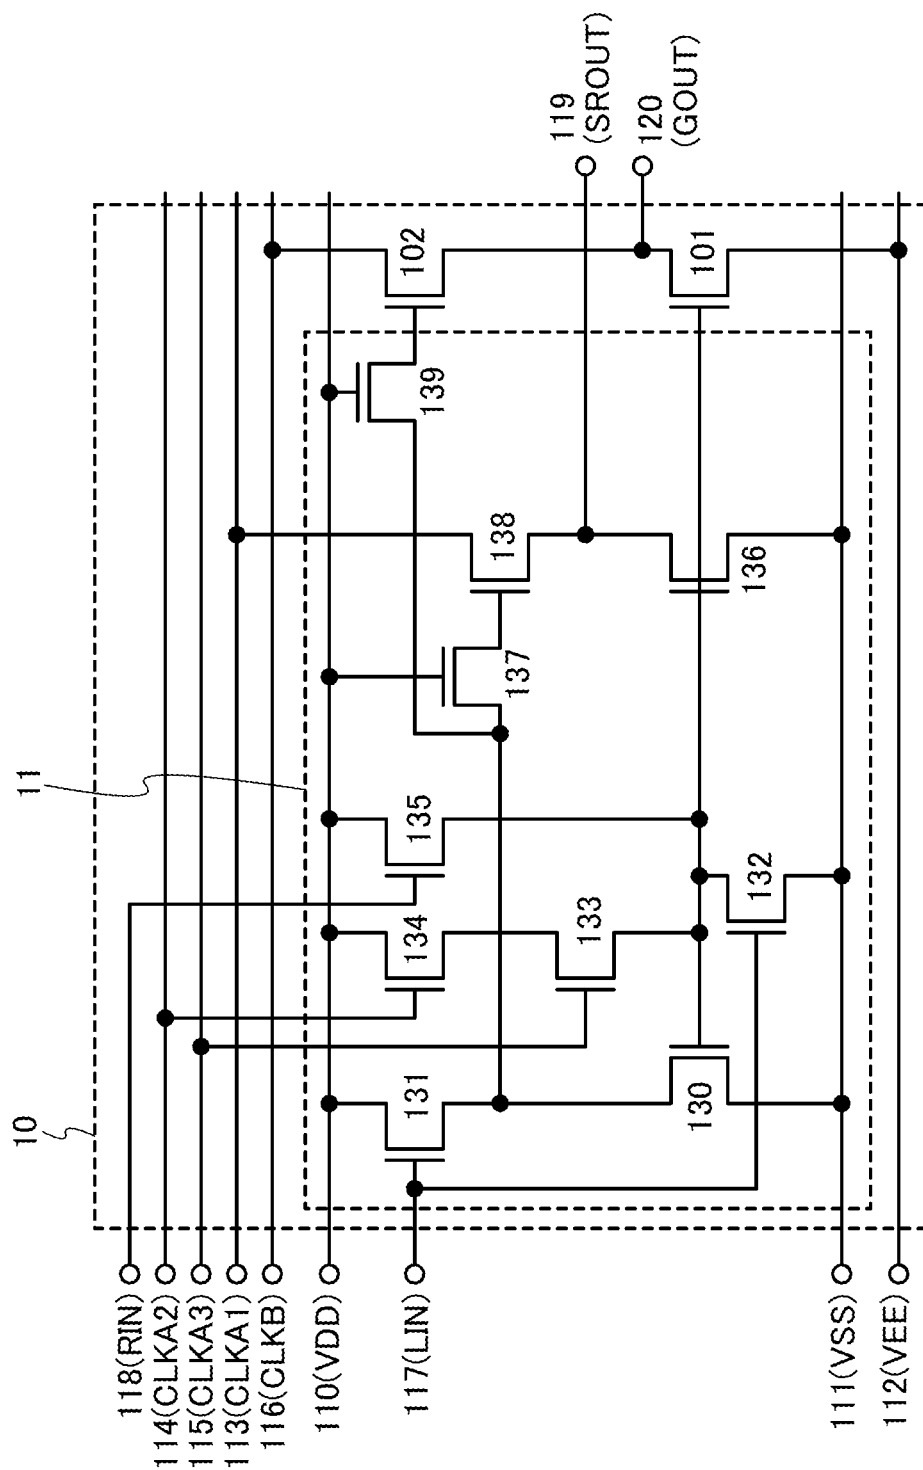 10
11
118(RIN)
114(CLKA2)
115(CLKA3)
113(CLKA1)
116(CLKB)
110(VDD)
117(LIN)
111(VSS)
112(VEE)
131
134
135
139
102
133
137
138
130
132
136
101
119
(SROUT)
120
(GOUT)